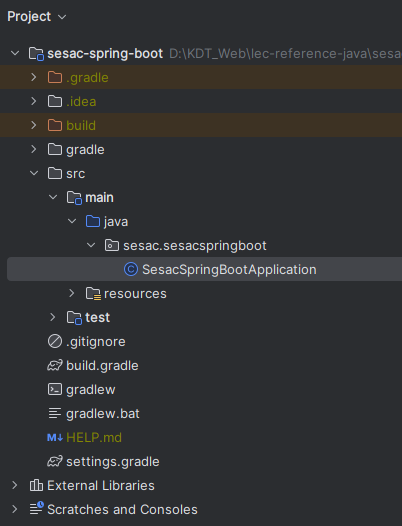 Project
sesac-spring-boot D:\KDT_Web\lec-reference-java\sesac
.gradle
.idea
build
gradle
src
main
java
sesac.sesacspringboot
SesacSpringBootApplication
resources
test
.gitignore
build.gradle
gradlew
gradlew.bat
HELP.md
settings.gradle
External Libraries
Scratches and Consoles